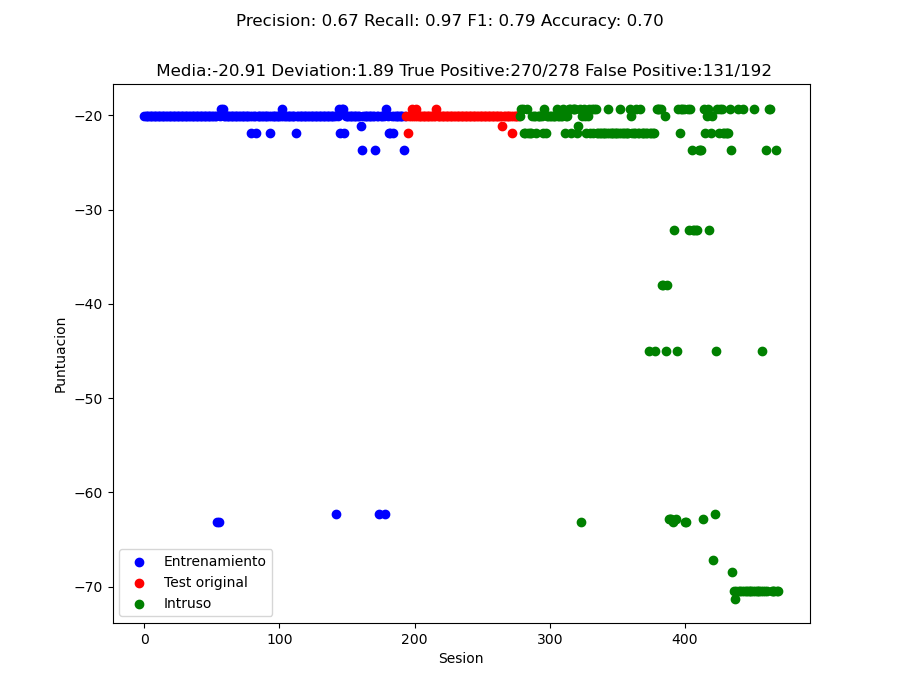 Precision: 0.67 Recall: 0.97 F1: 0.79 Accuracy: 0.70
Media:-20.91 Deviation:1.89 True Positive:270/278 False Positive:131/192
Puntuacion
−20
−30
−40
−50
−60
−70
Entrenamiento
Test original
Intruso
0 100 200 300 400
Sesion